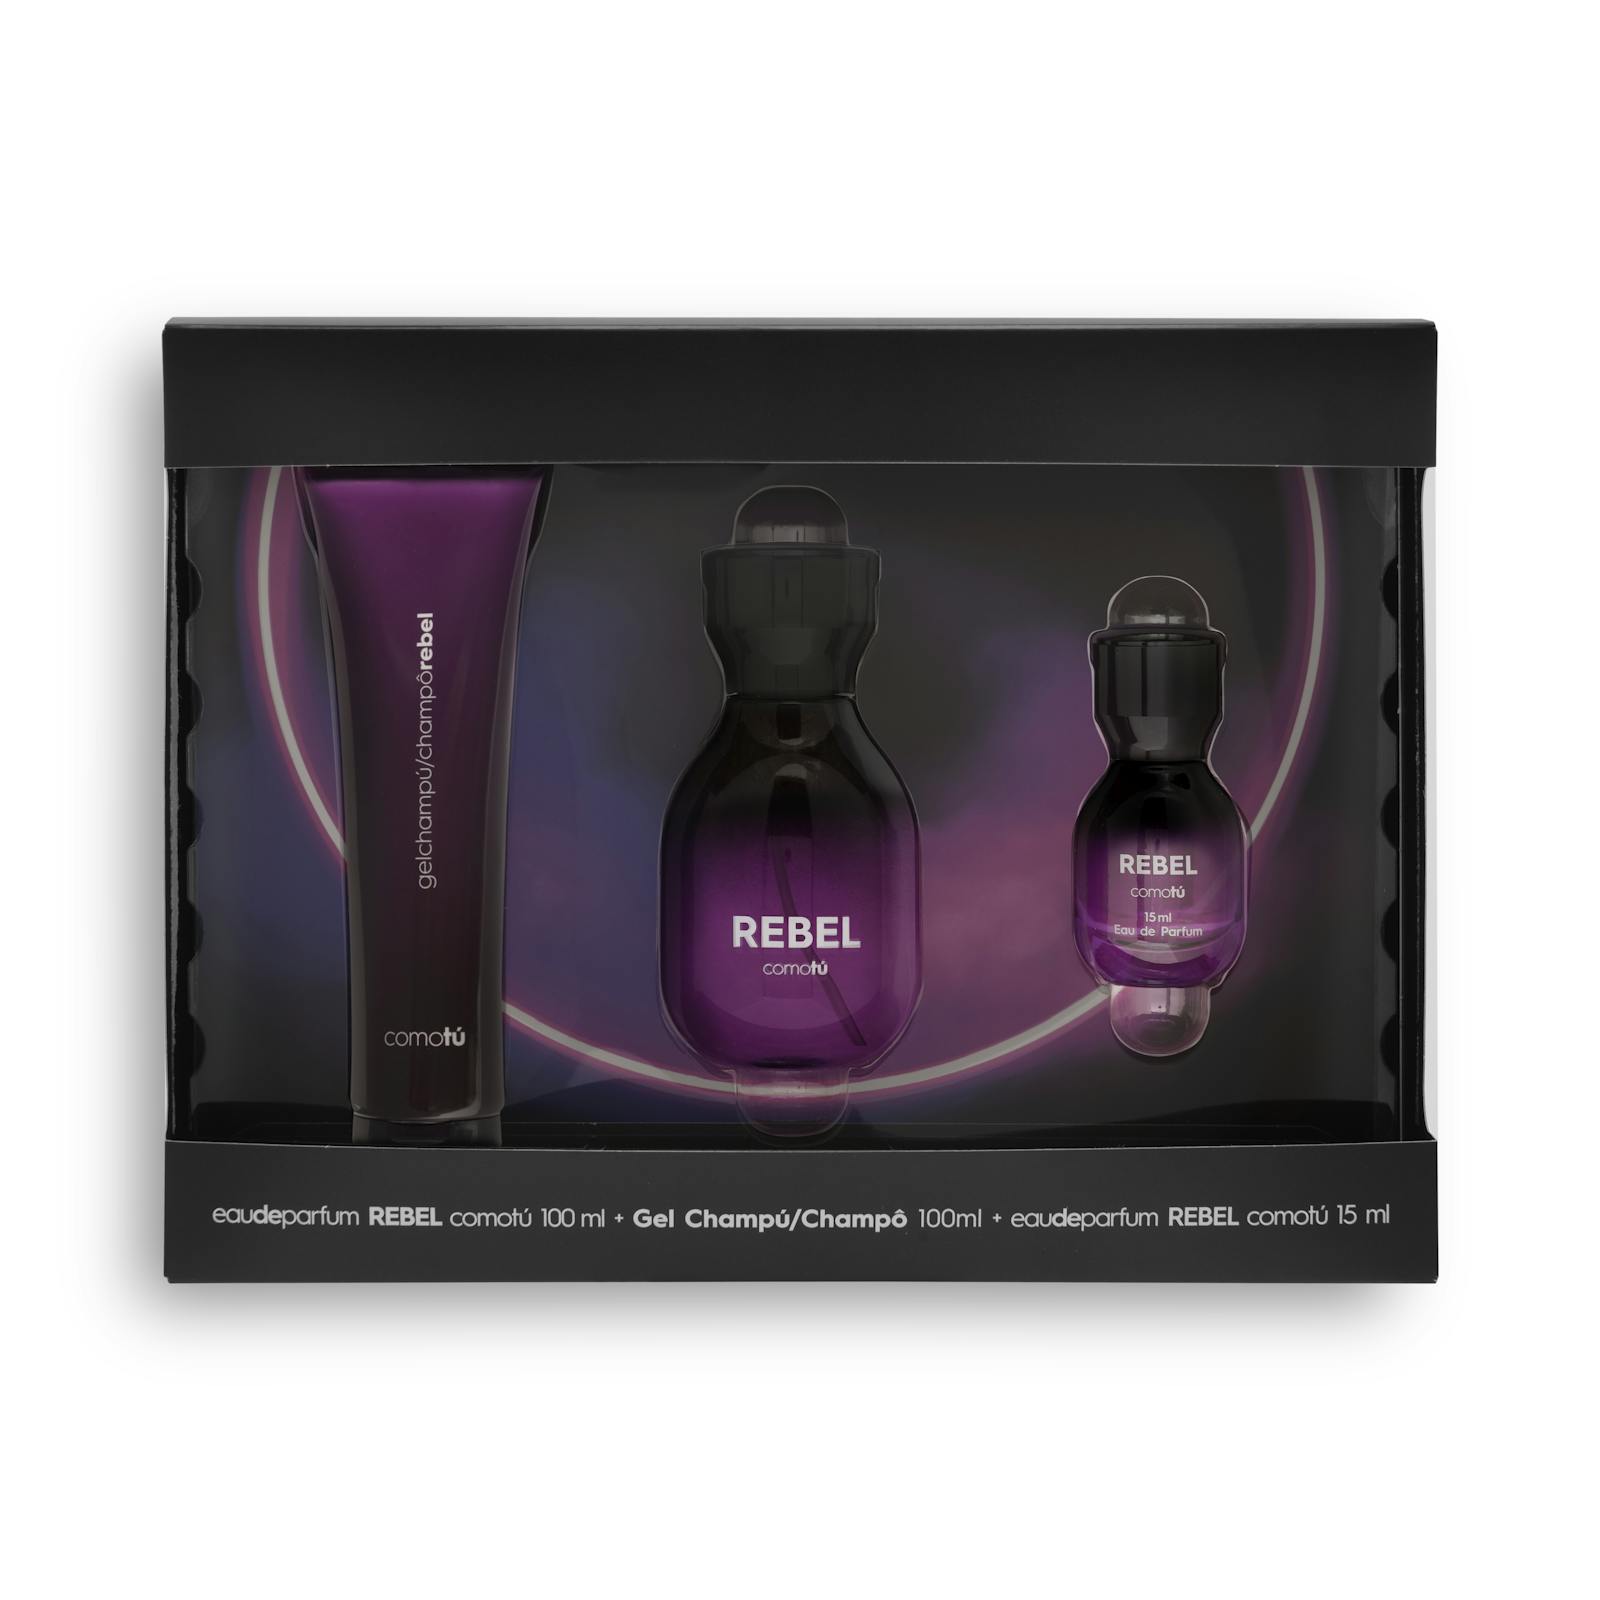 gelchampú/champôrebel
comotú
REBEL
comotú
REBEL
comotú
15 ml
Eau de Parfum
eaudeparfum REBEL comotú 100 ml + Gel Champú/Champô 100ml + eaudeparfum REBEL comotú 15 ml